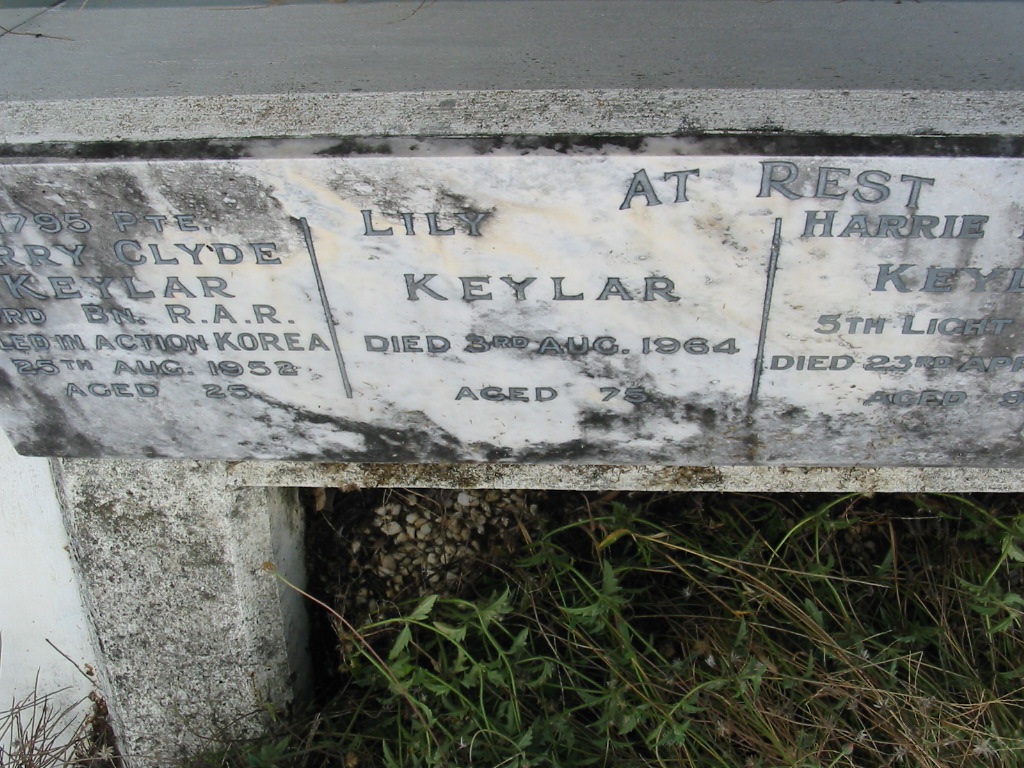 AT REST
1795 PTE.
RRY CLYDE
KEYLAR
RD BN. R.A.R.
LED IN ACTION KOREA
25TH AUG. 1952
AGED 25
LILY
KEYLAR
DIED 3RD AUG. 1964
AGED 75
HARRIE
KEYL
5TH LIGHT
DIED 23RD APR
AGED 9